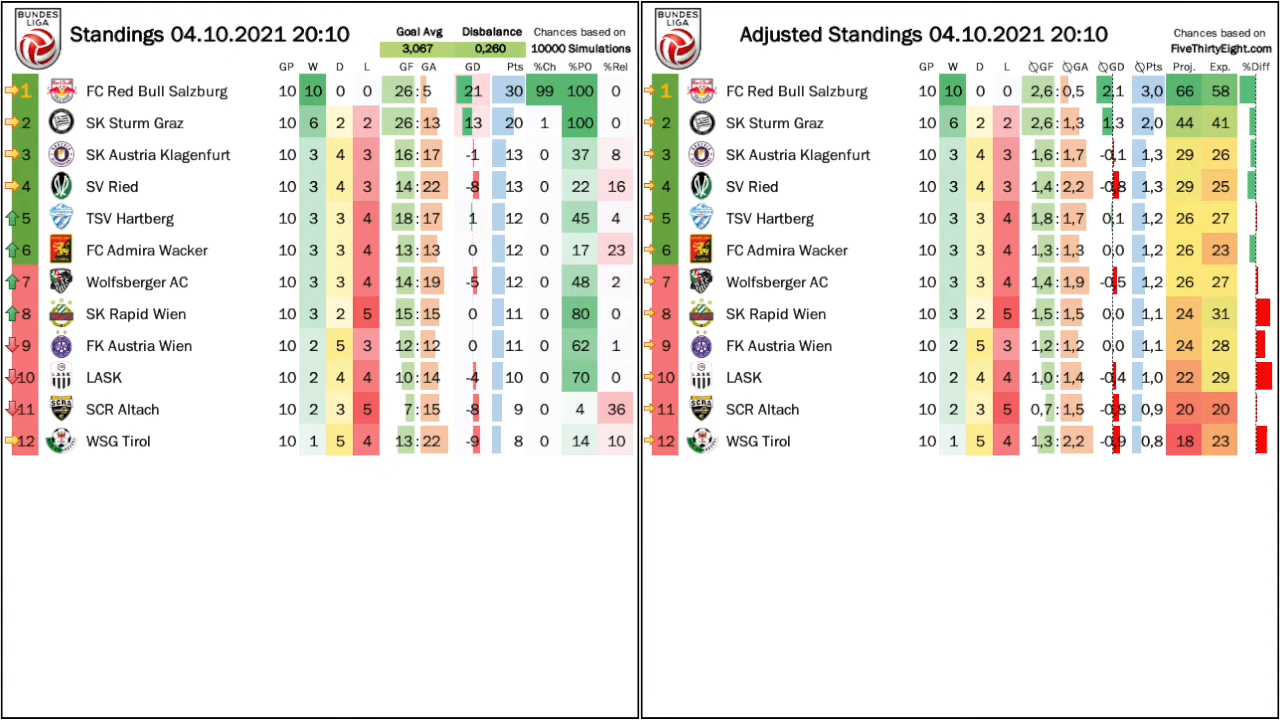 BUNDES
LIGA
Standings 04.10.2021 20:10
Goal Avg Disbalance Chances based on
3,067 0,260 10000 Simulations
GP W D L GF GA GD Pts %Ch %PO %Rel
1 FC Red Bull Salzburg 10 10 0 0 26 : 5 21 30 99 100 0
2 SK Sturm Graz 10 6 2 2 26 : 13 13 20 1 100 0
3 SK Austria Klagenfurt 10 3 4 3 16 : 17 -1 13 0 37 8
4 SV Ried 10 3 4 3 14 : 22 -8 13 0 22 16
5 TSV Hartberg 10 3 3 4 18 : 17 1 12 0 45 4
6 FC Admira Wacker 10 3 3 4 13 : 13 0 12 0 17 23
7 Wolfsberger AC 10 3 3 4 14 : 19 -5 12 0 48 2
8 SK Rapid Wien 10 3 2 5 15 : 15 0 11 0 80 0
9 FK Austria Wien 10 2 5 3 12 : 12 0 11 0 62 1
10 LASK 10 2 4 4 10 : 14 -4 10 0 70 0
11 SCR Altach 10 2 3 5 7 : 15 -8 9 0 4 36
12 WSG Tirol 10 1 5 4 13 : 22 -9 8 0 14 10
BUNDES
LIGA
Adjusted Standings 04.10.2021 20:10
Chances based on
FiveThirtyEight.com
GP W D L ∅GF ∅GA ∅GD ∅Pts Proj. Exp. %Diff
1 FC Red Bull Salzburg 10 10 0 0 2,6 : 0,5 2,1 3,0 66 58
2 SK Sturm Graz 10 6 2 2 2,6 : 1,3 1,3 2,0 44 41
3 SK Austria Klagenfurt 10 3 4 3 1,6 : 1,7 -0,1 1,3 29 26
4 SV Ried 10 3 4 3 1,4 : 2,2 -0,8 1,3 29 25
5 TSV Hartberg 10 3 3 4 1,8 : 1,7 0,1 1,2 26 27
6 FC Admira Wacker 10 3 3 4 1,3 : 1,3 0,0 1,2 26 23
7 Wolfsberger AC 10 3 3 4 1,4 : 1,9 -0,5 1,2 26 27
8 SK Rapid Wien 10 3 2 5 1,5 : 1,5 0,0 1,1 24 31
9 FK Austria Wien 10 2 5 3 1,2 : 1,2 0,0 1,1 24 28
10 LASK 10 2 4 4 1,0 : 1,4 -0,4 1,0 22 29
11 SCR Altach 10 2 3 5 0,7 : 1,5 -0,8 0,9 20 20
12 WSG Tirol 10 1 5 4 1,3 : 2,2 -0,9 0,8 18 23